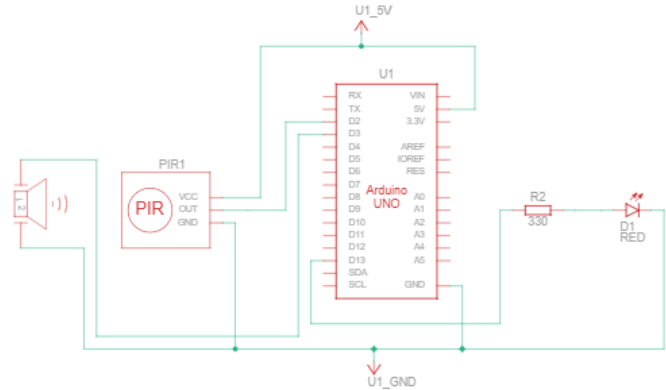 U1_5V
U1
RX
TX
D2
D3
D4
D5
D6
D7
D8
D9
D10
D11
D12
D13
SDA
SCL
VIN
5V
3.3V
AREF
IOREF
RES
A0
A1
A2
A3
A4
A5
GND
Arduino
UNO
PIR1
PIR
VCC
OUT
GND
1 2
R2
330
D1
RED
U1_GND